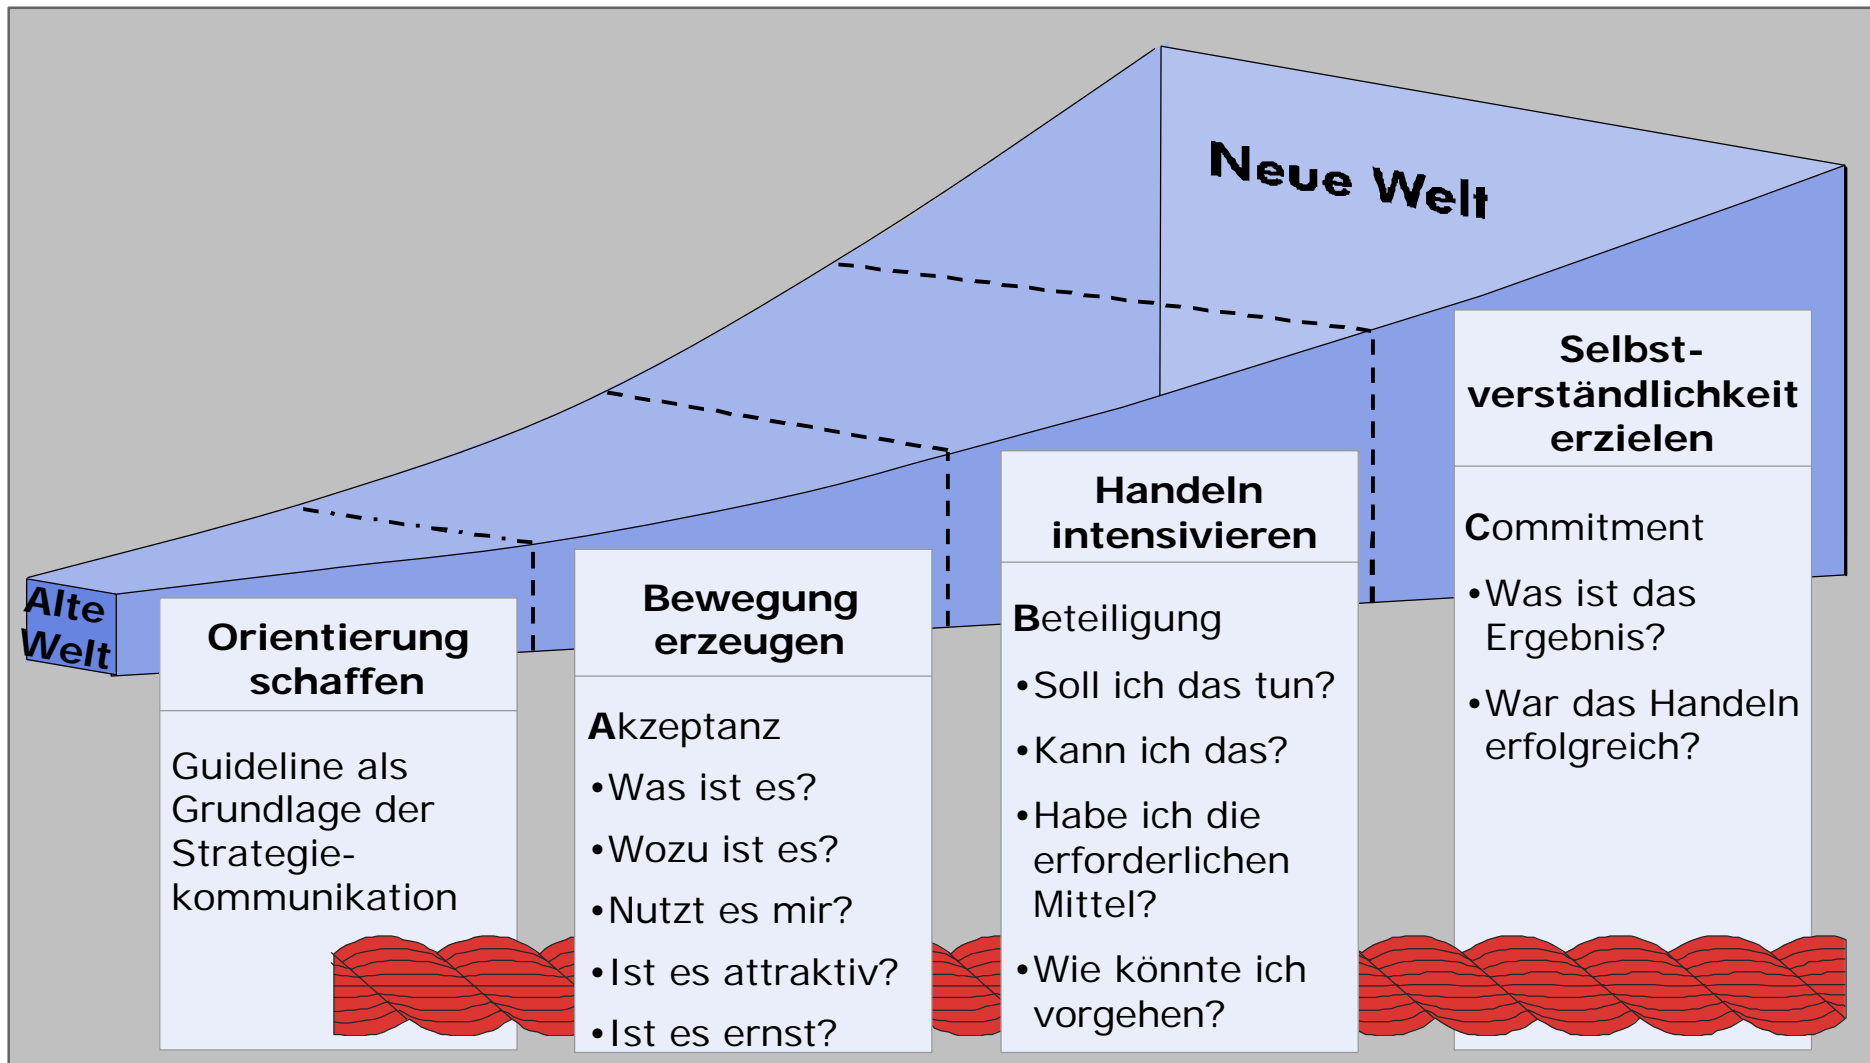 Neue Welt
Alte
Welt
Orientierung
schaffen
Guideline als
Grundlage der
Strategie-
kommunikation
Bewegung
erzeugen
Akzeptanz
•Was ist es?
•Wozu ist es?
•Nutzt es mir?
•Ist es attraktiv?
•Ist es ernst?
Handeln
intensivieren
Beteiligung
•Soll ich das tun?
•Kann ich das?
•Habe ich die
erforderlichen
Mittel?
•Wie könnte ich
vorgehen?
Selbst-
verständlichkeit
erzielen
Commitment
•Was ist das
Ergebnis?
•War das Handeln
erfolgreich?